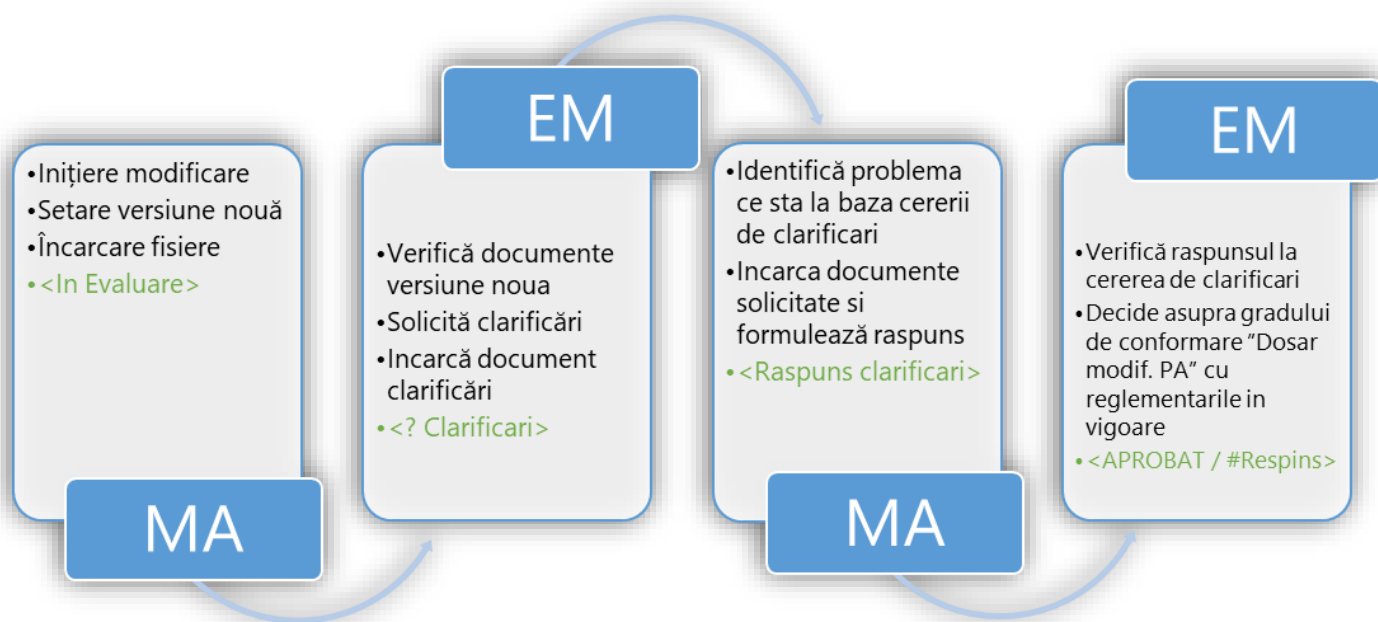 •Inițiere modificare
•Setare versiune nouă
•Încarcare fisiere
•<In Evaluare>
MA
EM
•Verifică documente
versiune noua
•Solicită clarificări
•Incarcă document
clarificări
•<? Clarificari>
•Identifică problema
ce sta la baza cererii
de clarificari
•Incarca documente
solicitate si
formulează raspuns
•<Raspuns clarificari>
MA
EM
•Verifică raspunsul la
cererea de clarificari
•Decide asupra gradului
de conformare "Dosar
modif. PA" cu
reglementarile in
vigoare
•<APROBAT / #Respins>